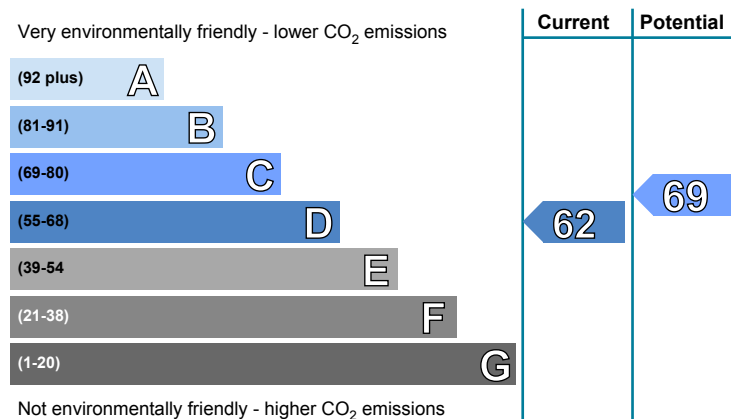 Very environmentally friendly - lower CO₂ emissions
Current
Potential
(92 plus) A
(81-91) B
(69-80) C
(55-68) D
(39-54 E
(21-38) F
(1-20) G
62
69
Not environmentally friendly - higher CO₂ emissions